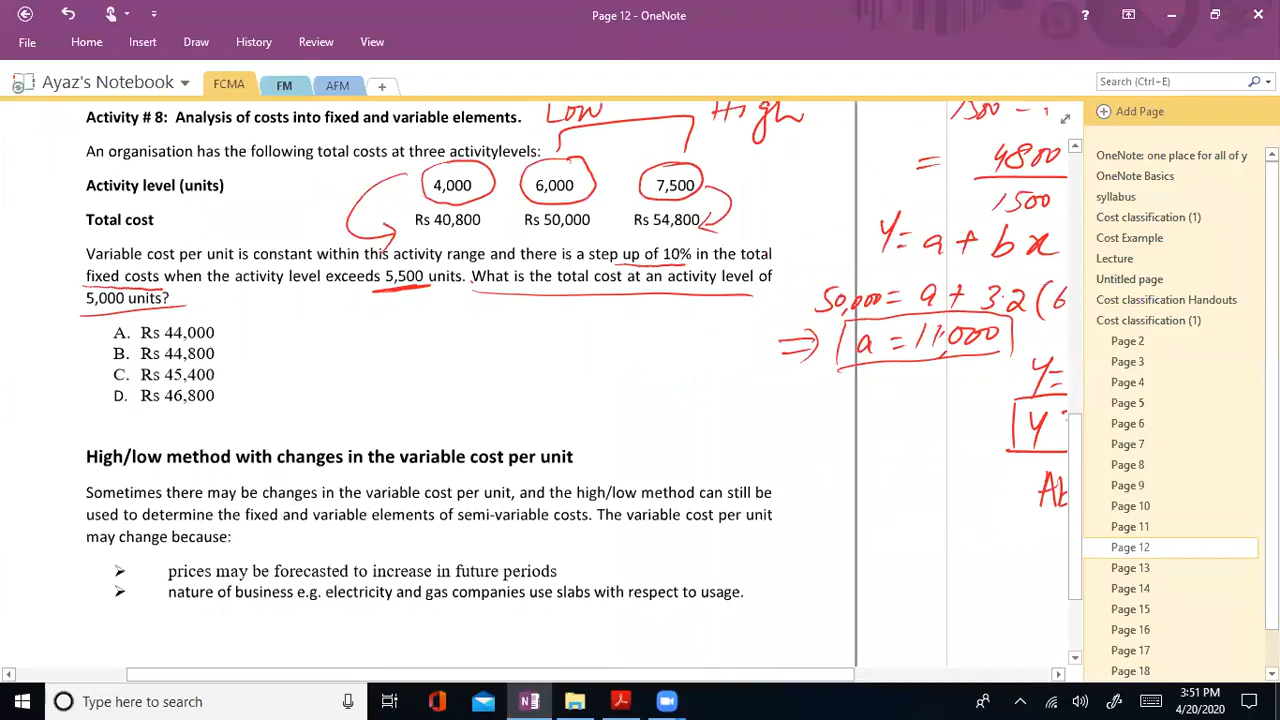 Page 12 - OneNote
File Home Insert Draw History Review View
Ayaz's Notebook FCMA FM AFM
Search (Ctrl+E)
Low High
Activity # 8: Analysis of costs into fixed and variable elements.
An organisation has the following total costs at three activitylevels:
Activity level (units) 4,000 6,000 7,500
Total cost Rs 40,800 Rs 50,000 Rs 54,800
Variable cost per unit is constant within this activity range and there is a step up of 10% in the total
fixed costs when the activity level exceeds 5,500 units. What is the total cost at an activity level of
5,000 units?
A. Rs 44,000
B. Rs 44,800
C. Rs 45,400
D. Rs 46,800
High/low method with changes in the variable cost per unit
Sometimes there may be changes in the variable cost per unit, and the high/low method can still be
used to determine the fixed and variable elements of semi-variable costs. The variable cost per unit
may change because:
➢ prices may be forecasted to increase in future periods
➢ nature of business e.g. electricity and gas companies use slabs with respect to usage.
1500 -
= 4800
1500
Y = a + b x
50,000 = a + 3.2 (6
⇒ a = 11,000
Y =
Y =
Add Page
OneNote: one place for all of y
OneNote Basics
syllabus
Cost classification (1)
Cost Example
Lecture
Untitled page
Cost classification Handouts
Cost classification (1)
Page 2
Page 3
Page 4
Page 5
Page 6
Page 7
Page 8
Page 9
Page 10
Page 11
Page 12
Page 13
Page 14
Page 15
Page 16
Page 17
Page 18
Type here to search
3:51 PM
4/20/2020